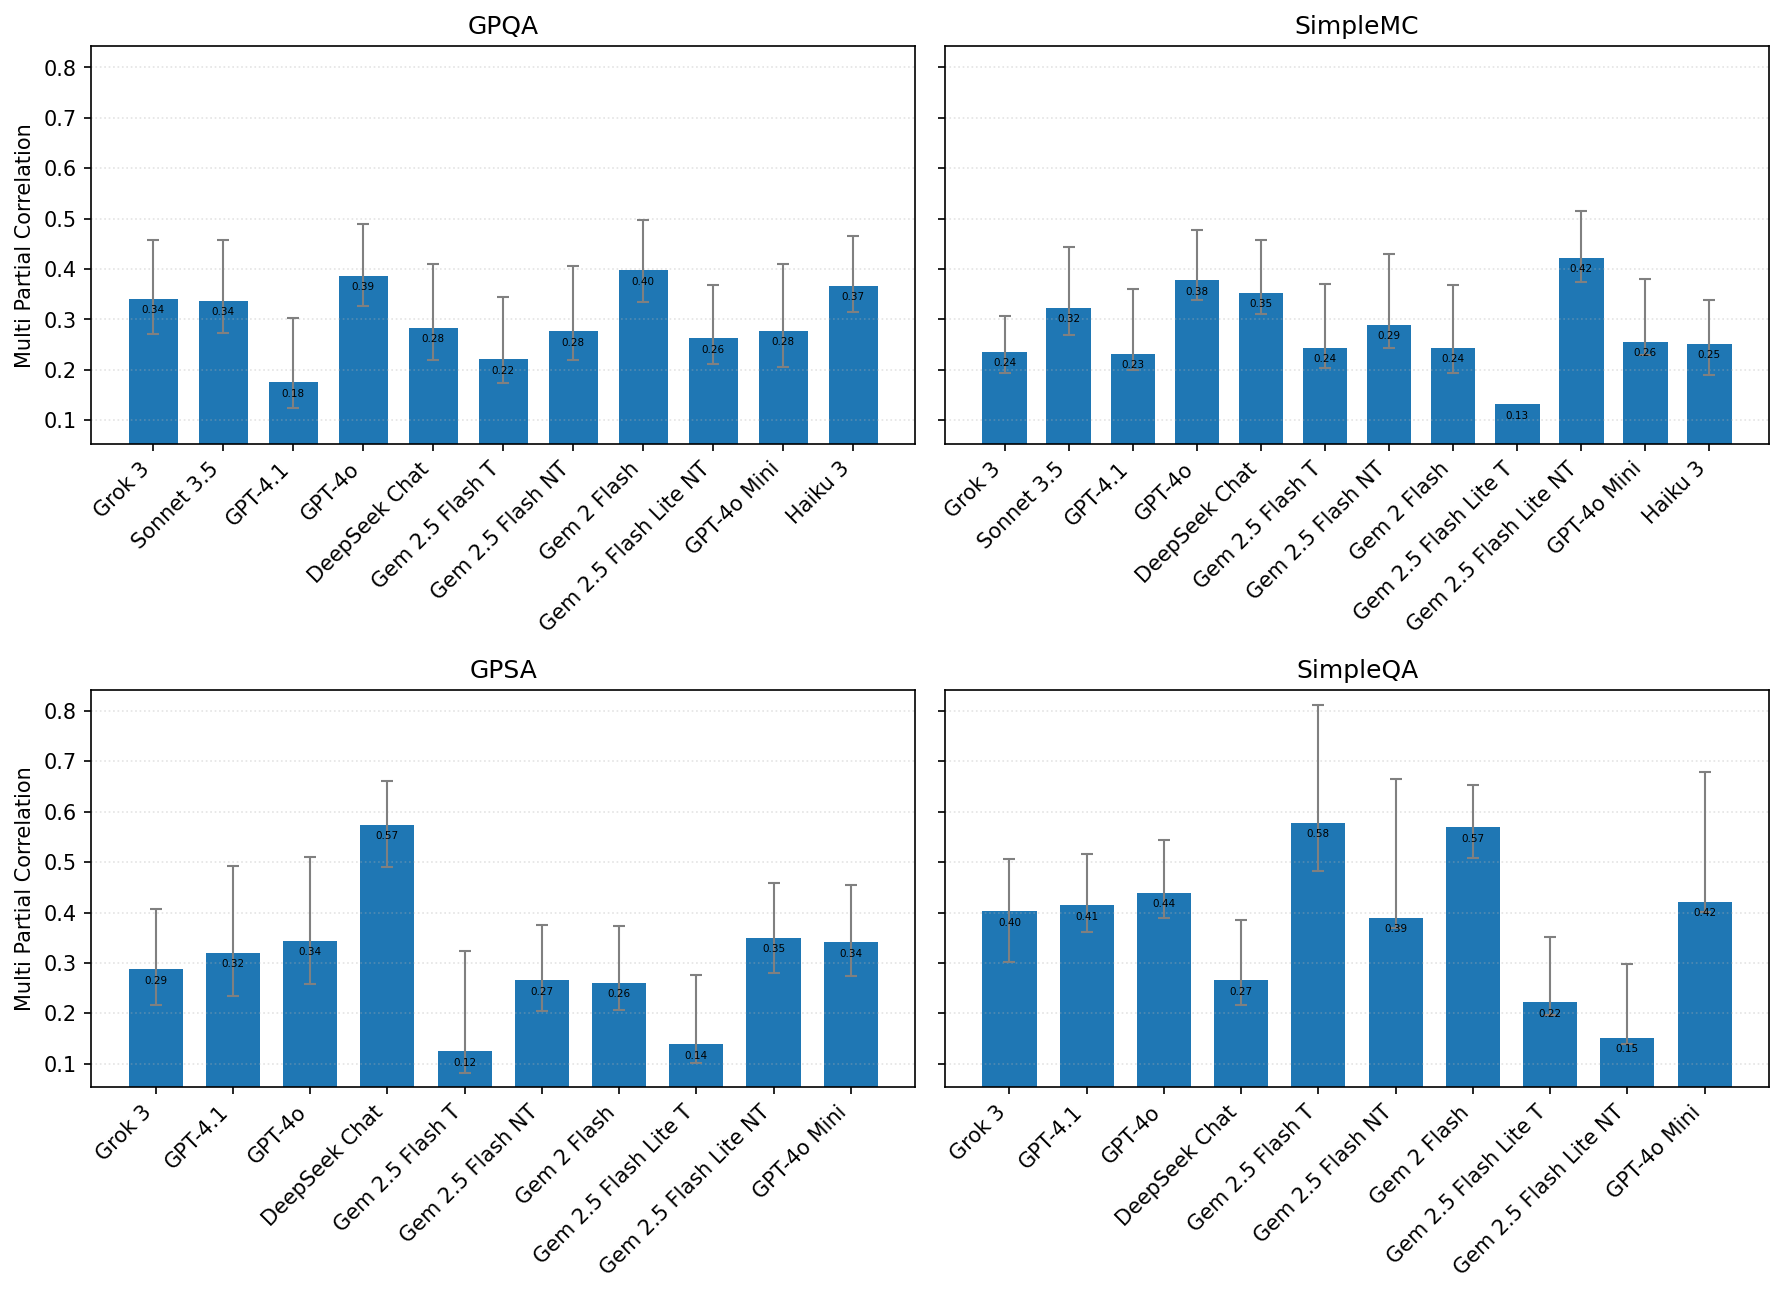 GPQA
SimpleMC
Multi Partial Correlation
0.8
0.7
0.6
0.5
0.4
0.3
0.2
0.1
0.34
0.34
0.18
0.39
0.28
0.22
0.28
0.40
0.26
0.28
0.37
Grok 3
Sonnet 3.5
GPT-4.1
GPT-4o
DeepSeek Chat
Gem 2.5 Flash T
Gem 2.5 Flash NT
Gem 2 Flash
Gem 2.5 Flash Lite NT
GPT-4o Mini
Haiku 3
0.24
0.32
0.23
0.38
0.35
0.24
0.29
0.24
0.13
0.42
0.26
0.25
Grok 3
Sonnet 3.5
GPT-4.1
GPT-4o
DeepSeek Chat
Gem 2.5 Flash T
Gem 2.5 Flash NT
Gem 2 Flash
Gem 2.5 Flash Lite T
Gem 2.5 Flash Lite NT
GPT-4o Mini
Haiku 3
GPSA
SimpleQA
Multi Partial Correlation
0.8
0.7
0.6
0.5
0.4
0.3
0.2
0.1
0.29
0.32
0.34
0.57
0.12
0.27
0.26
0.14
0.35
0.34
Grok 3
GPT-4.1
GPT-4o
DeepSeek Chat
Gem 2.5 Flash T
Gem 2.5 Flash NT
Gem 2 Flash
Gem 2.5 Flash Lite T
Gem 2.5 Flash Lite NT
GPT-4o Mini
0.40
0.41
0.44
0.27
0.58
0.39
0.57
0.22
0.15
0.42
Grok 3
GPT-4.1
GPT-4o
DeepSeek Chat
Gem 2.5 Flash T
Gem 2.5 Flash NT
Gem 2 Flash
Gem 2.5 Flash Lite T
Gem 2.5 Flash Lite NT
GPT-4o Mini